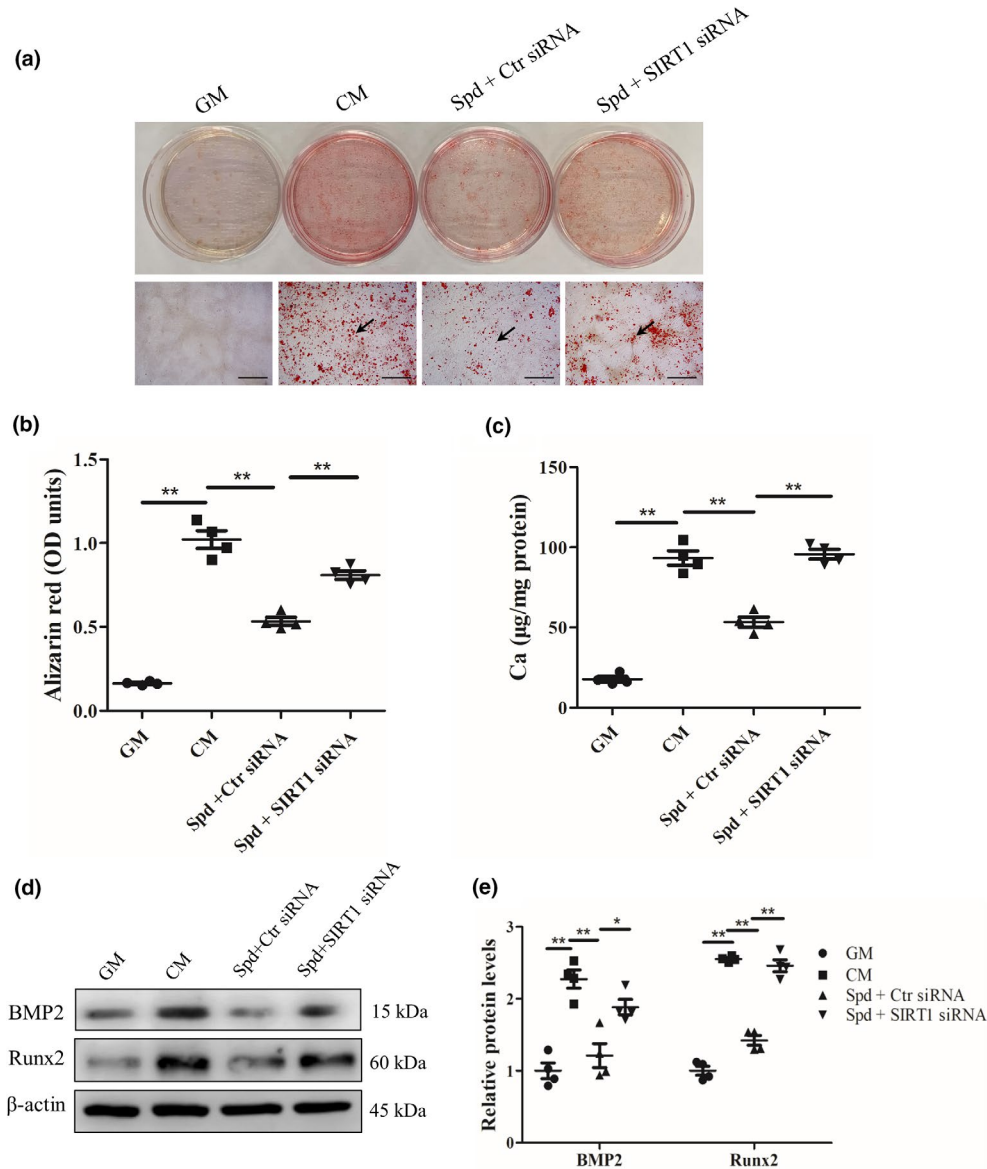 (a)
GM
CM
Spd + Ctr siRNA
Spd + SIRT1 siRNA
(b)
Alizarin red (OD units)
1.5
1.0
0.5
0.0
**
**
**
GM
CM
Spd +Ctr siRNA
Spd + SIRT1 siRNA
(c)
Ca (µg/mg protein)
150
100
50
0
**
**
**
GM
CM
Spd + Ctr siRNA
Spd + SIRT1 siRNA
(d)
GM
CM
Spd+Ctr siRNA
Spd+SIRT1 siRNA
BMP2
15 kDa
Runx2
60 kDa
β-actin
45 kDa
(e)
Relative protein levels
3
2
1
0
**
**
*
**
**
**
BMP2
Runx2
GM
CM
Spd + Ctr siRNA
Spd + SIRT1 siRNA